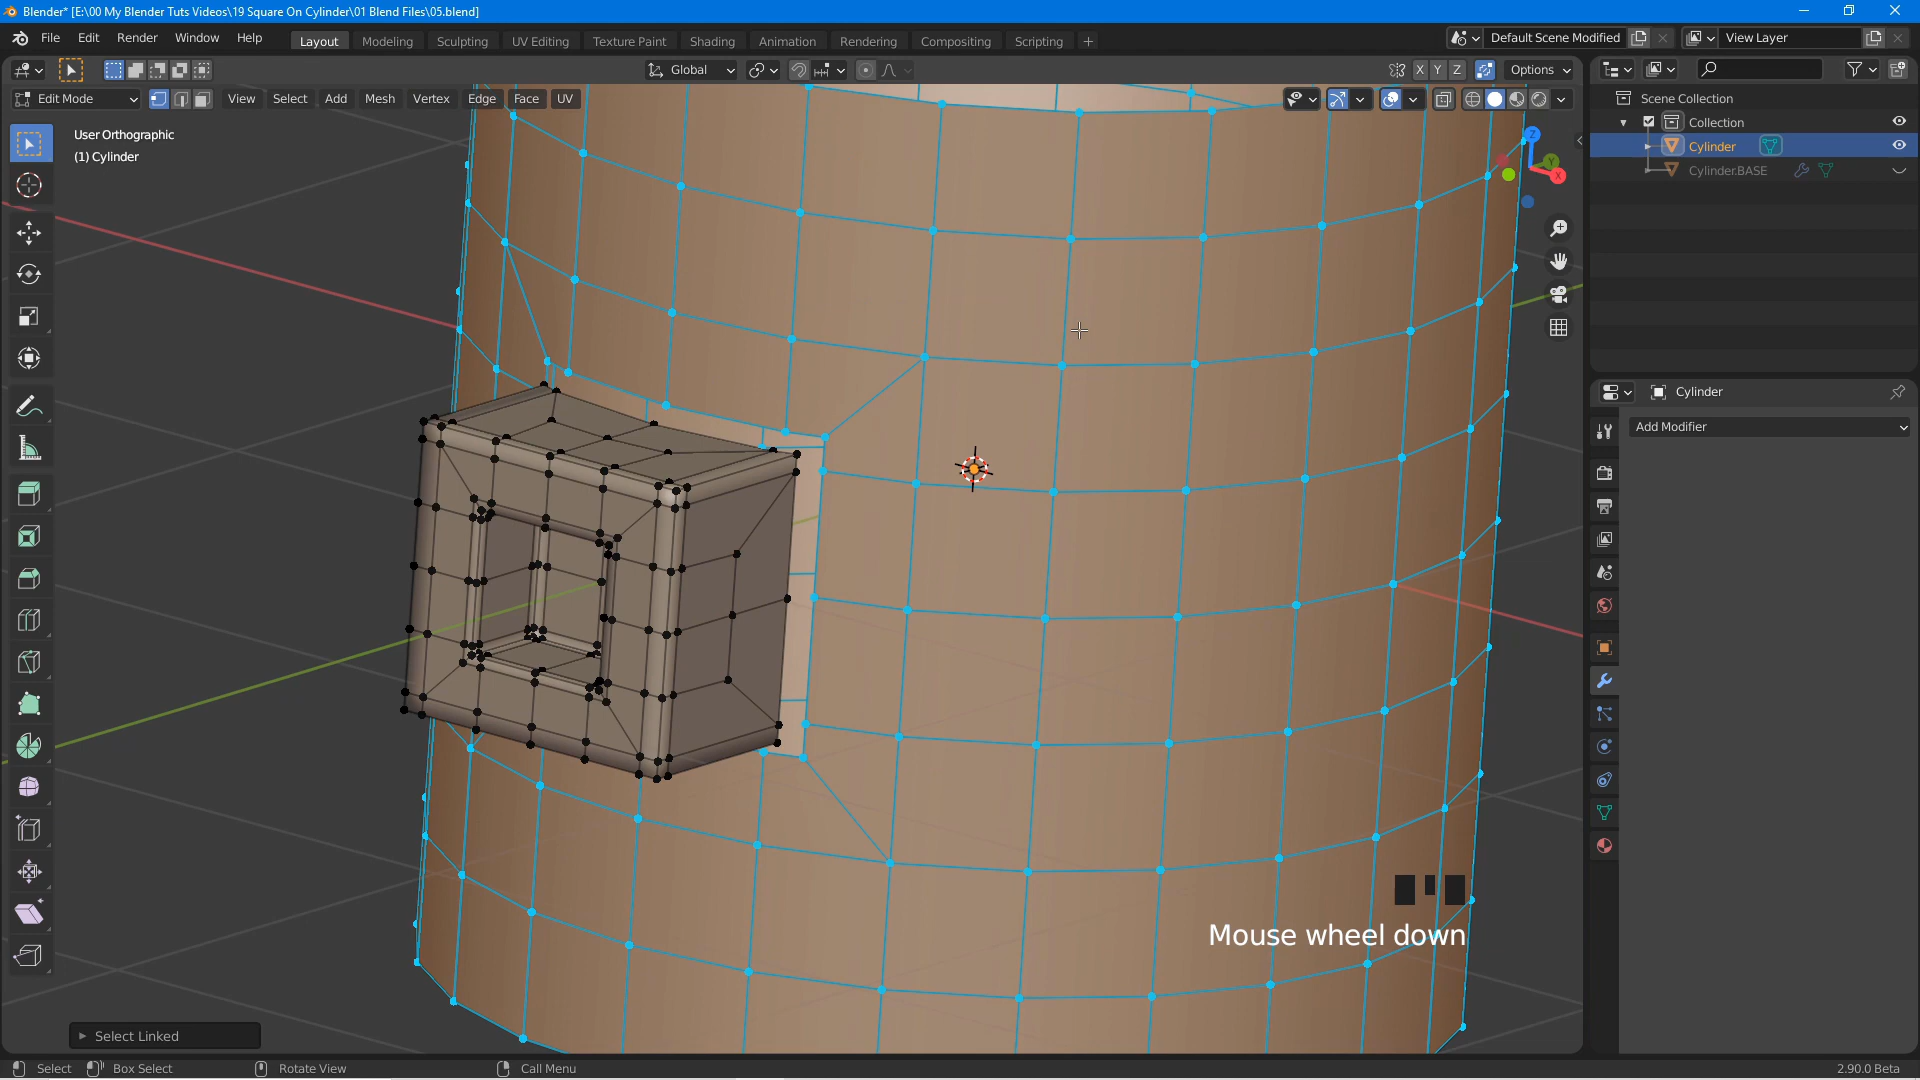 Blender* [E:\00 My Blender Tuts Videos\19 Square On Cylinder\01 Blend Files\05.blend]
File Edit Render Window Help
Layout Modeling Sculpting UV Editing Texture Paint Shading Animation Rendering Compositing Scripting +
Default Scene Modified
View Layer
Global
X Y Z
Options
Edit Mode
View Select Add Mesh Vertex Edge Face UV
Scene Collection
Collection
Cylinder
Cylinder.BASE
User Orthographic
(1) Cylinder
Z
Y
X
Cylinder
Add Modifier
Mouse wheel down
Select Linked
Select
Box Select
Rotate View
Call Menu
2.90.0 Beta